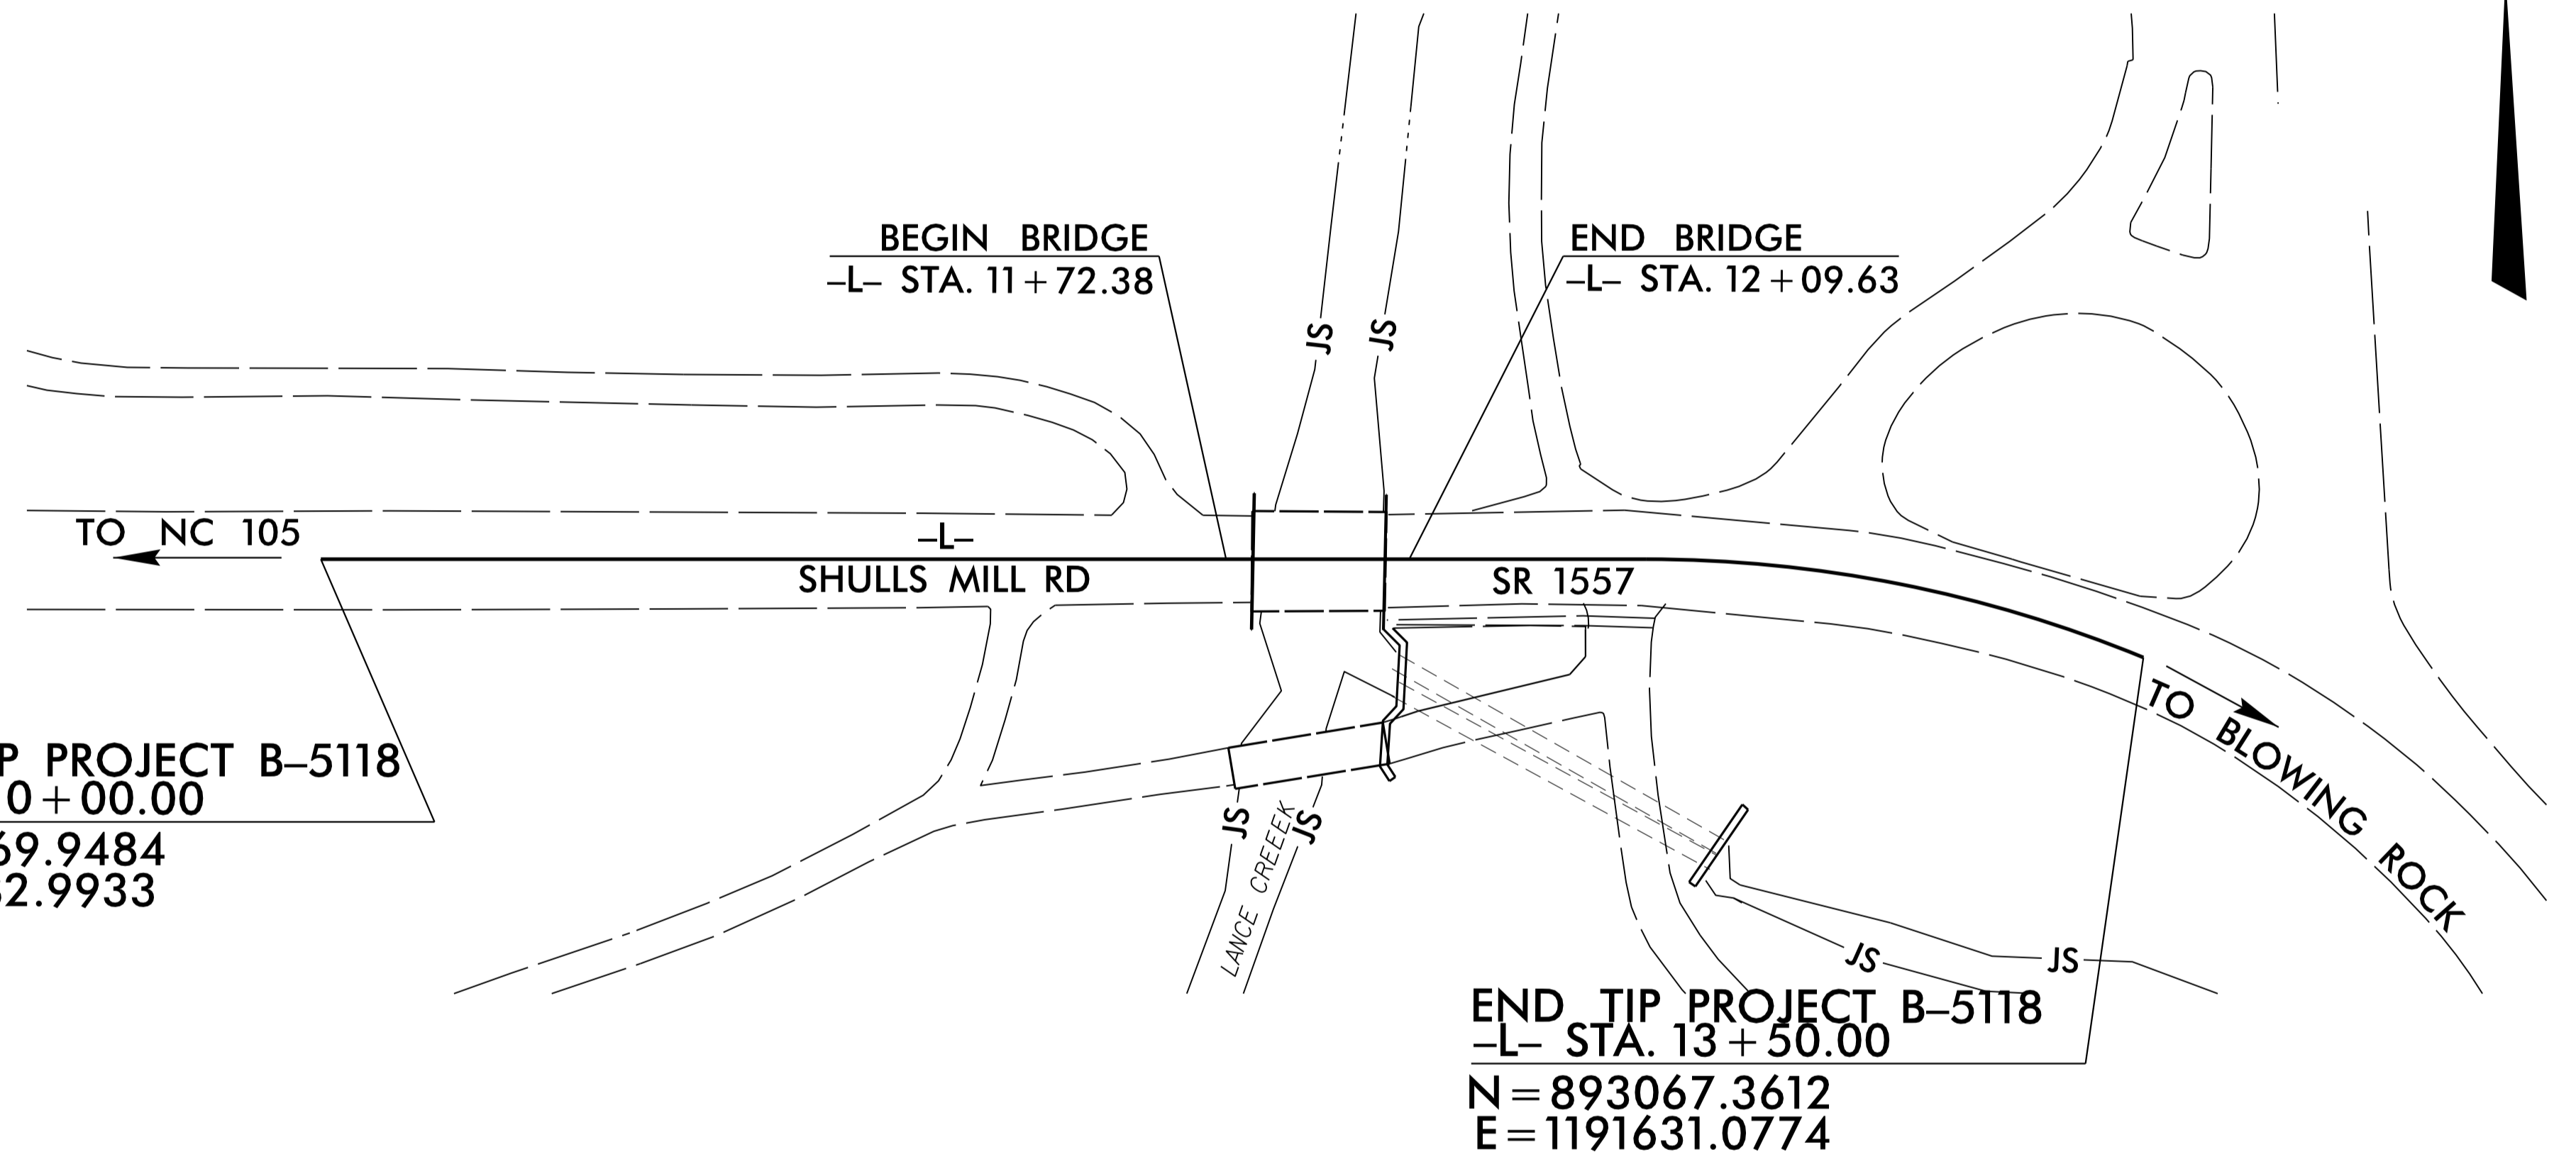 BEGIN BRIDGE
–L– STA. 11+72.38
END BRIDGE
–L– STA. 12+09.63
JS
JS
TO NC 105
–L–
SHULLS MILL RD
SR 1557
P PROJECT B–5118
0+00.00
69.9484
2.9933
TO BLOWING ROCK
JS
JS
LANCE CREEEK
JS
JS
END TIP PROJECT B–5118
–L– STA. 13+50.00
N=893067.3612
E=1191631.0774